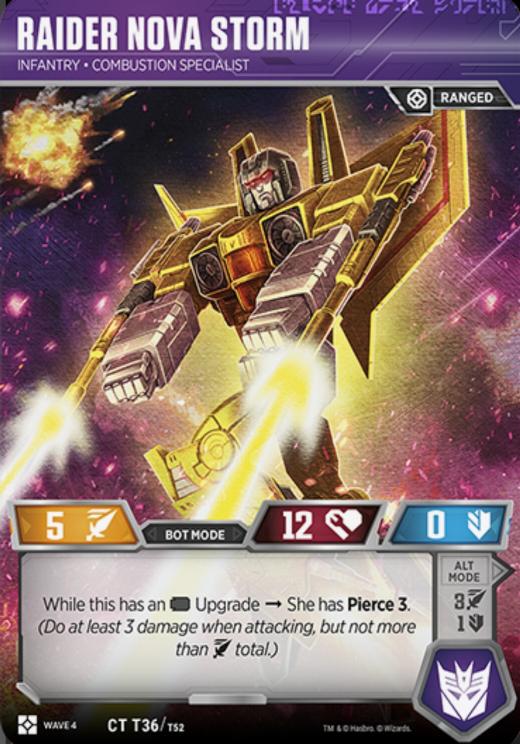 RAIDER NOVA STORM
INFANTRY • COMBUSTION SPECIALIST
RANGED
5
BOT MODE
12
0
ALT
MODE
3
1
While this has an Upgrade → She has Pierce 3.
(Do at least 3 damage when attacking, but not more
than total.)
WAVE 4
CT T36/T52
TM & © Hasbro. © Wizards.